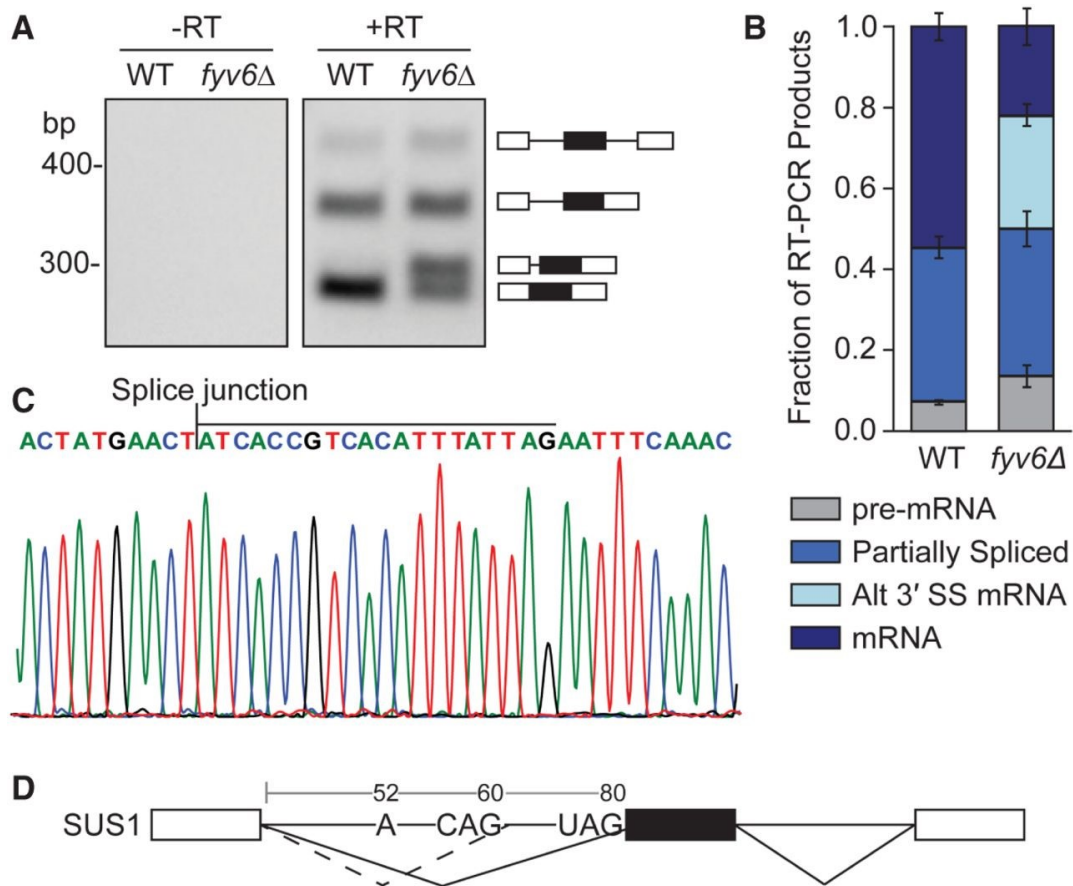 A
-RT +RT
WT fyv6Δ WT fyv6Δ
bp
400-
300-
B
Fraction of RT-PCR Products
1.0
0.8
0.6
0.4
0.2
0.0
WT fyv6Δ
pre-mRNA
Partially Spliced
Alt 3′ SS mRNA
mRNA
C
Splice junction
ACTATGAACTATCACCGTCACATTTATTAGAATTTCAAAC
D
52 60 80
SUS1 A CAG UAG